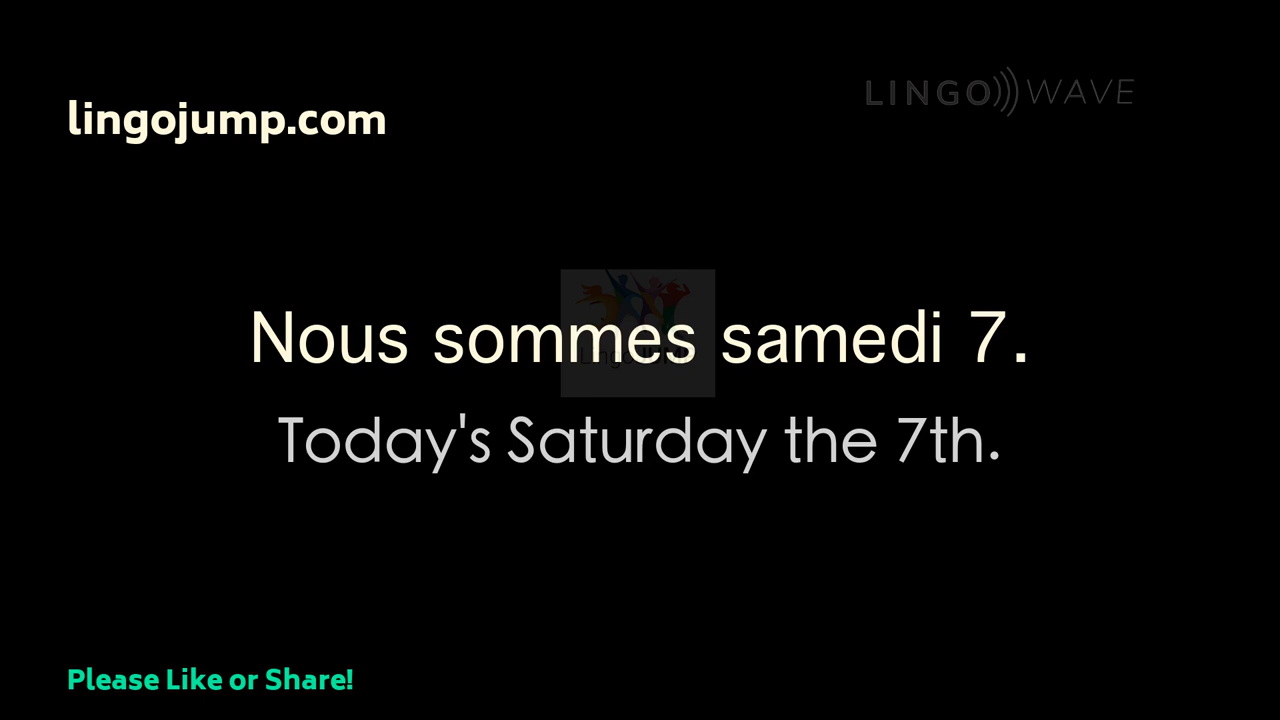 LINGO WAVE
lingojump.com
Nous sommes samedi 7.
Today's Saturday the 7th.
Please Like or Share!